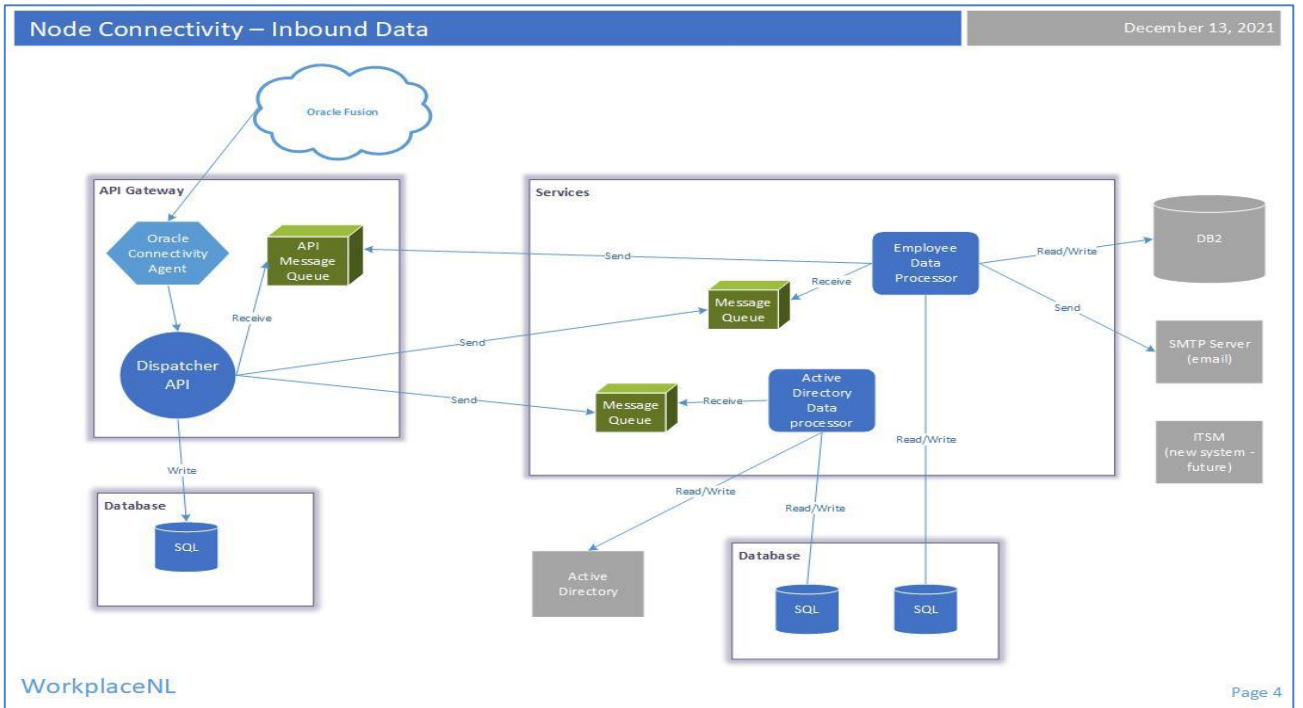 Node Connectivity – Inbound Data
December 13, 2021
Oracle Fusion
API Gateway
Oracle
Connectivity
Agent
API
Message
Queue
Receive
Dispatcher
API
Write
Database
SQL
Services
Send
Employee
Data
Processor
Receive
Message
Queue
Send
Active
Directory
Data
processor
Receive
Message
Queue
Send
Read/Write
DB2
Send
SMTP Server
(email)
ITSM
(new system -
future)
Read/Write
Read/Write
Read/Write
Active
Directory
Database
SQL
SQL
WorkplaceNL
Page 4